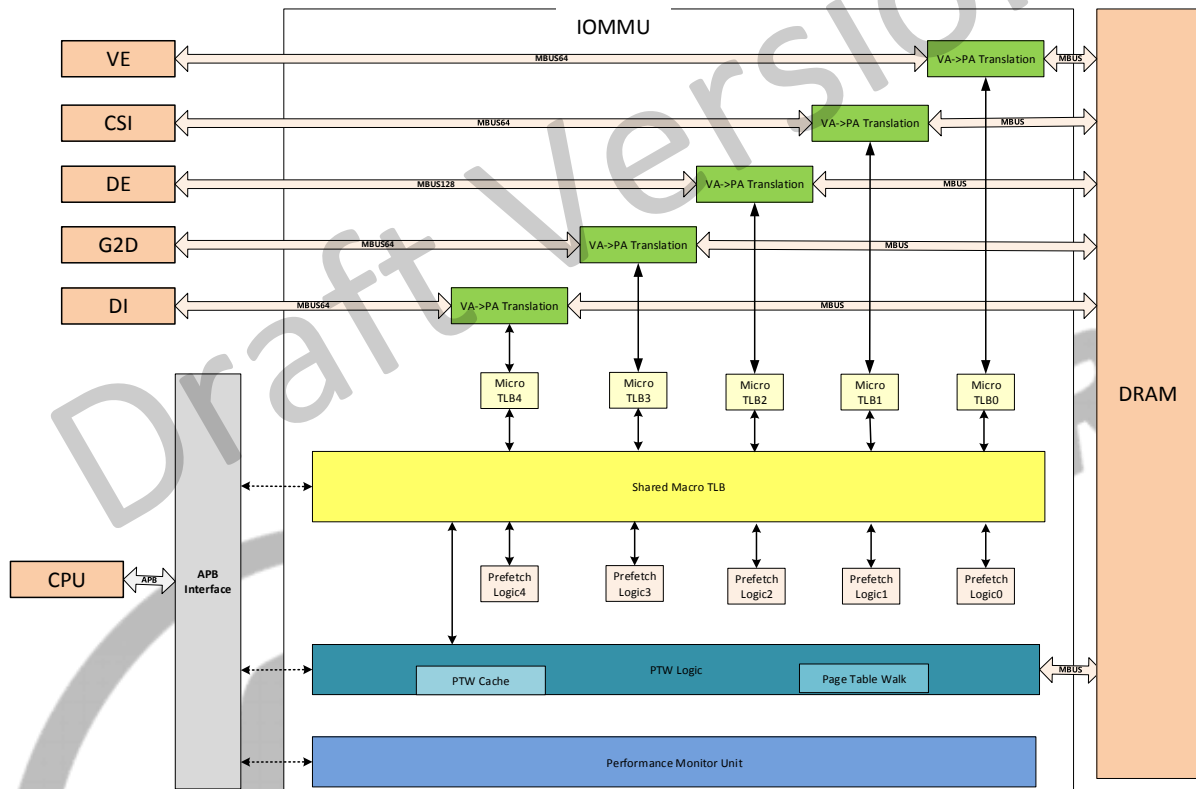 IOMMU
VE
MBUS64
VA->PA Translation
MBUS
CSI
MBUS64
VA->PA Translation
MBUS
DE
MBUS128
VA->PA Translation
MBUS
G2D
MBUS64
VA->PA Translation
MBUS
DI
MBUS64
VA->PA Translation
MBUS
DRAM
Draft Version
Micro
TLB4
Micro
TLB3
Micro
TLB2
Micro
TLB1
Micro
TLB0
Shared Macro TLB
CPU
APB
APB
Interface
Prefetch
Logic4
Prefetch
Logic3
Prefetch
Logic2
Prefetch
Logic1
Prefetch
Logic0
PTW Logic
PTW Cache
Page Table Walk
MBUS
Performance Monitor Unit